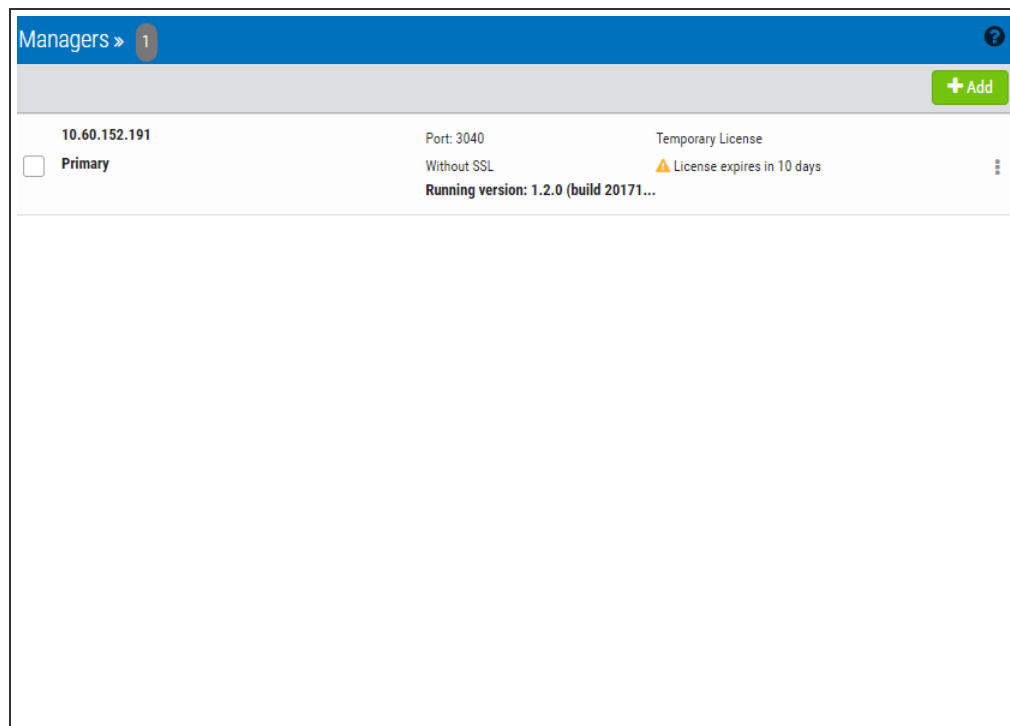 Managers » 1
+ Add
10.60.152.191
Primary
Port: 3040
Without SSL
Running version: 1.2.0 (build 20171...
Temporary License
License expires in 10 days